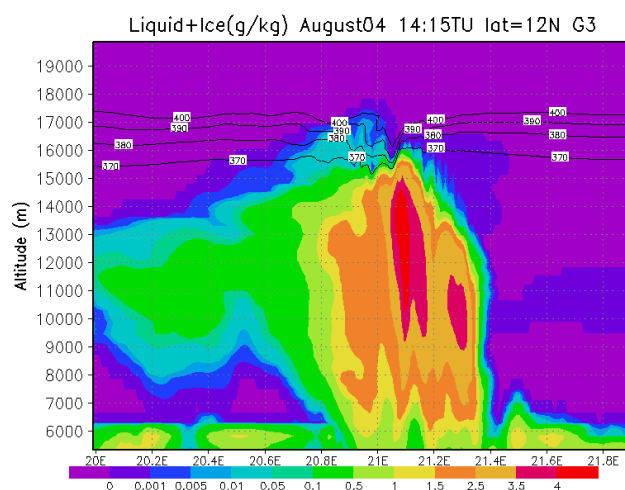 Liquid+Ice(g/kg) August04 14:15TU lat=12N G3
19000
18000
17000
16000
15000
14000
13000
12000
11000
10000
9000
8000
7000
6000
Altitude (m)
400 400 400 400
390 390 390 390
380 380 380 380
370 370 370 370 370
20E 20.2E 20.4E 20.6E 20.8E 21E 21.2E 21.4E 21.6E 21.8E
0 0.001 0.005 0.01 0.05 0.1 0.5 1 1.5 2.5 3.5 4